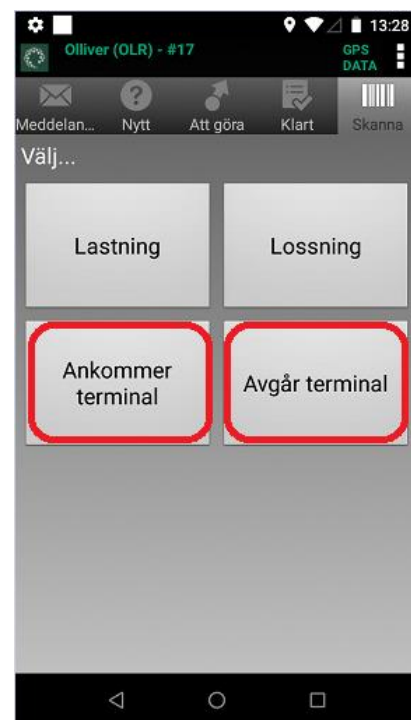 13:28
Olliver (OLR) - #17
GPS
DATA
Meddelan... Nytt Att göra Klart Skanna
Välj...
Lastning Lossning
Ankommer
terminal
Avgår terminal